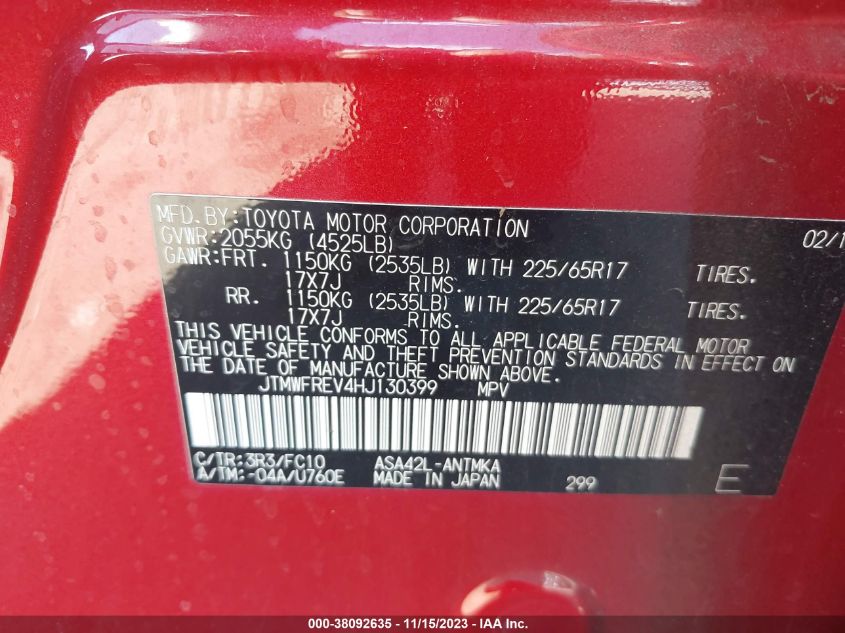 MFD. BY:TOYOTA MOTOR CORPORATION 02/1
GVWR:2055KG (4525LB)
GAWR:FRT. 1150KG (2535LB) WITH 225/65R17 TIRES.
17X7J RIMS.
RR. 1150KG (2535LB) WITH 225/65R17 TIRES.
17X7J RIMS.
THIS VEHICLE CONFORMS TO ALL APPLICABLE FEDERAL MOTOR
VEHICLE SAFETY AND THEFT PREVENTION STANDARDS IN EFFECT ON
THE DATE OF MANUFACTURE SHOWN ABOVE.
JTMWFREV4HJ130399 MPV
C/TR:3R3/FC10 ASA42L-ANTMKA
A/TM:-04A/U760E MADE IN JAPAN 299 E
000-38092635 - 11/15/2023 - IAA Inc.